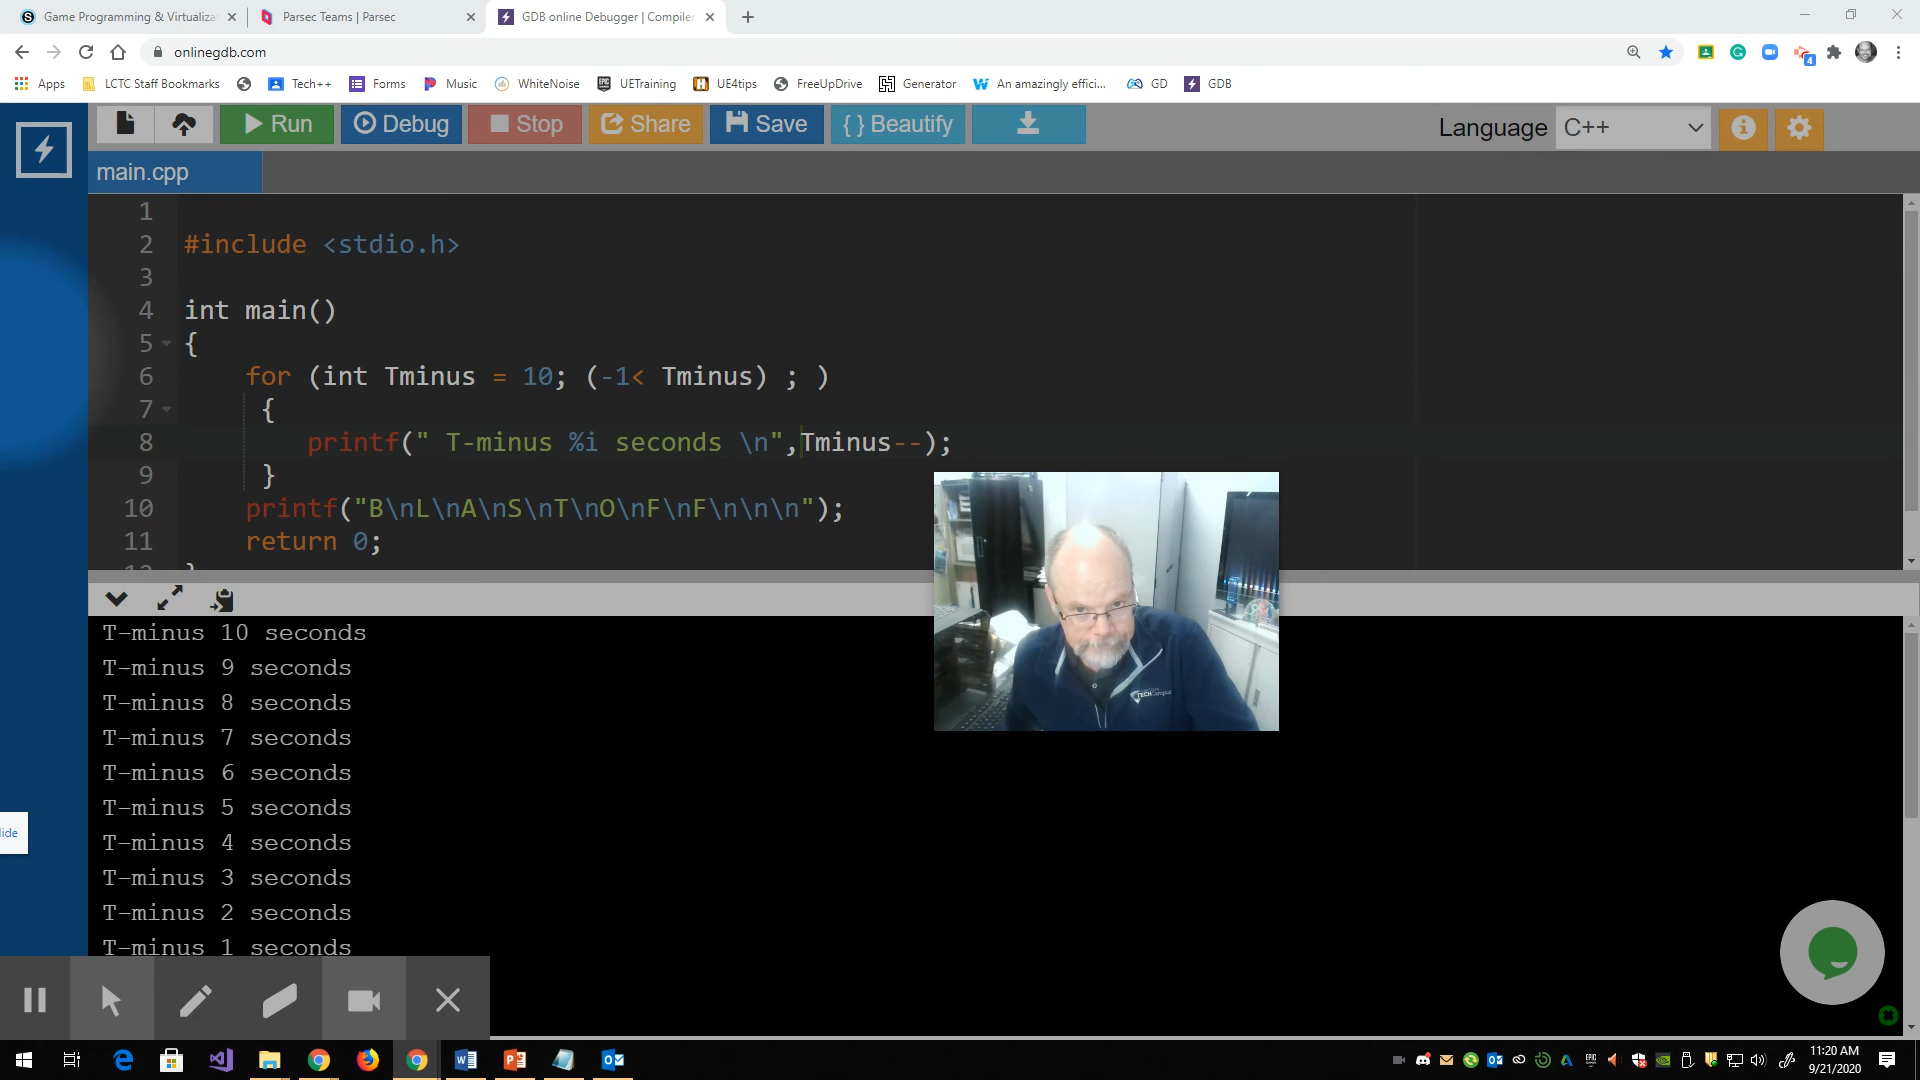 Game Programming & Virtualiza
Parsec Teams | Parsec
GDB online Debugger | Compiler
onlinegdb.com
4
Apps
LCTC Staff Bookmarks
Tech++
Forms
Music
WhiteNoise
UETraining
UE4tips
FreeUpDrive
Generator
An amazingly effici...
GD
GDB
Run
Debug
Stop
Share
Save
{ } Beautify
Language
C++
main.cpp
1
2 #include <stdio.h>
3
4 int main()
5 {
6 for (int Tminus = 10; (-1< Tminus) ; )
7 {
8 printf(" T-minus %i seconds \n",Tminus--);
9 }
10 printf("B\nL\nA\nS\nT\nO\nF\nF\n\n\n");
11 return 0;
12 }
T-minus 10 seconds
T-minus 9 seconds
T-minus 8 seconds
T-minus 7 seconds
T-minus 6 seconds
T-minus 5 seconds
T-minus 4 seconds
T-minus 3 seconds
T-minus 2 seconds
T-minus 1 seconds
lide
TECHCampus
11:20 AM
9/21/2020